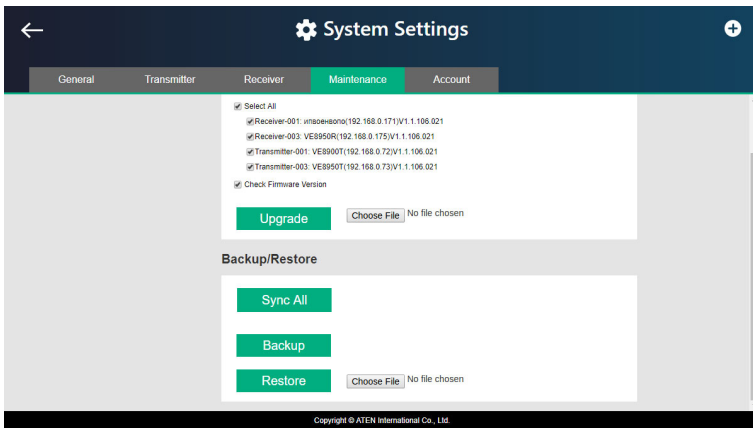 System Settings
General Transmitter Receiver Maintenance Account
Select All
Receiver-001: ипвоенвопо(192.168.0.171)V1.1.106.021
Receiver-003: VE8950R(192.168.0.175)V1.1.106.021
Transmitter-001: VE8900T(192.168.0.72)V1.1.106.021
Transmitter-003: VE8950T(192.168.0.73)V1.1.106.021
Check Firmware Version
Upgrade Choose File No file chosen
Backup/Restore
Sync All
Backup
Restore Choose File No file chosen
Copyright © ATEN International Co., Ltd.